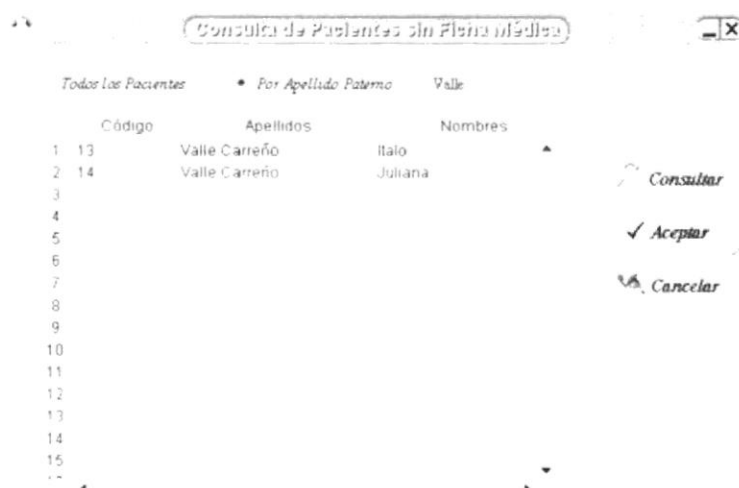 Consulta de Pacientes sin Ficha Médica
Todos los Pacientes Por Apellido Paterno Valle
Código Apellidos Nombres
1 13 Valle Carreño Italo
2 14 Valle Carreño Juliana
3
4
5
6
7
8
9
10
11
12
13
14
15
Consultar
Aceptar
Cancelar